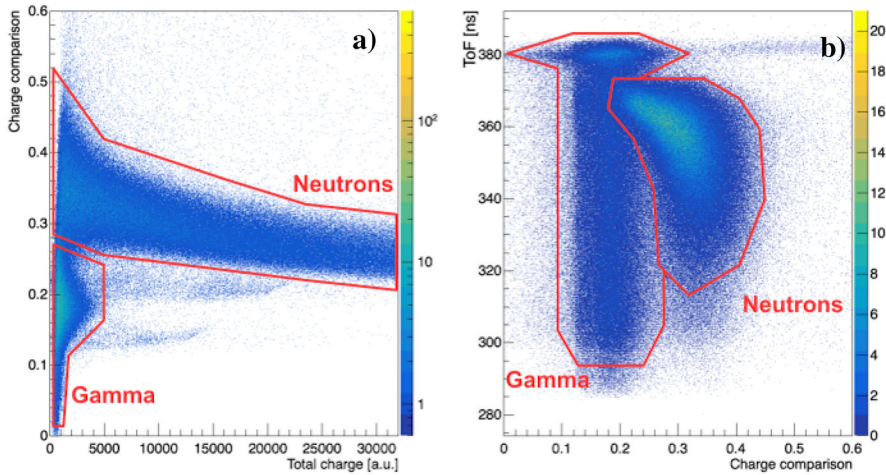 Charge comparison
0.6
0.5
0.4
0.3
0.2
0.1
0
0 5000 10000 15000 20000 25000 30000
Total charge [a.u.]
a)
Neutrons
Gamma
10²
10
1
ToF [ns]
380
360
340
320
300
280
0 0.1 0.2 0.3 0.4 0.5 0.6
Charge comparison
b)
Neutrons
Gamma
20
18
16
14
12
10
8
6
4
2
0